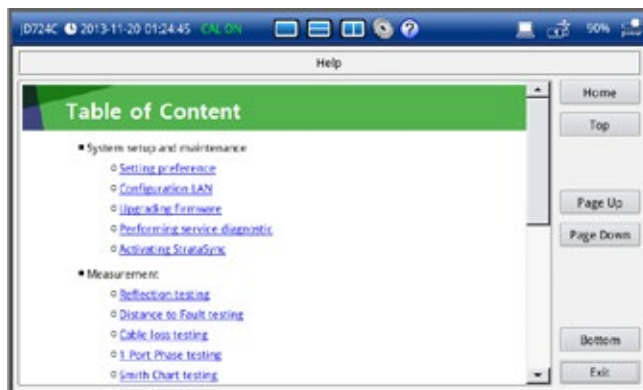 JD724C 2013-11-20 01:24:45 CAL ON 90%
Help
Table of Content
System setup and maintenance
Setting preference
Configuration LAN
Upgrading firmware
Performing service diagnostic
Activating StrataSync
Measurement
Reflection testing
Distance to Fault testing
Cable loss testing
1 Port Phase testing
Smith Chart testing
Home
Top
Page Up
Page Down
Bottom
Exit